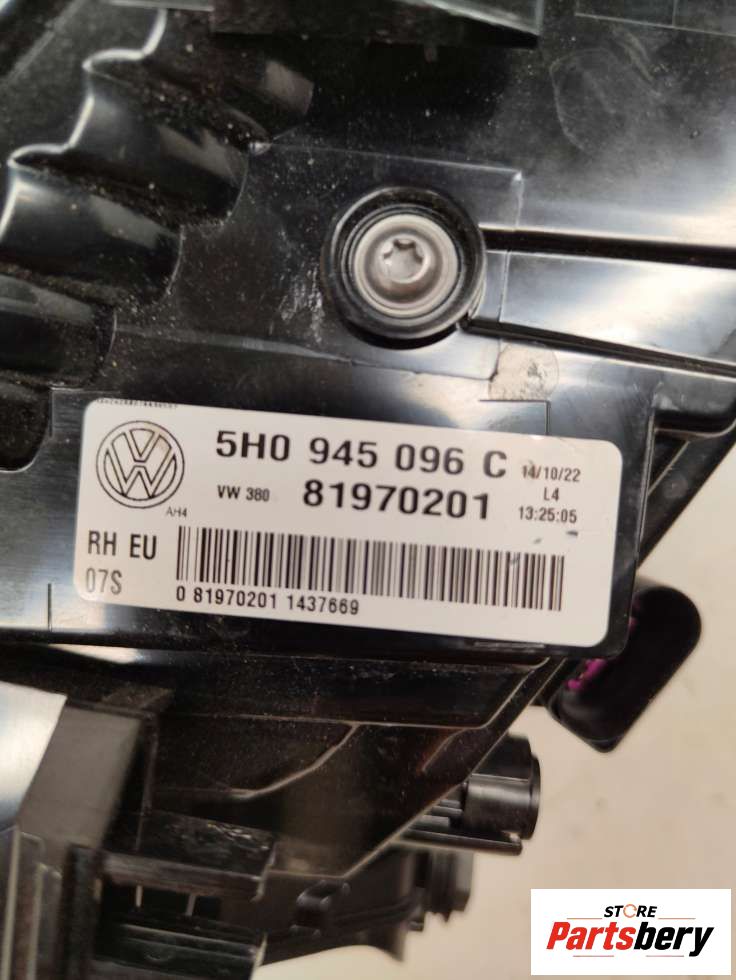 5H0 945 096 C 14/10/22
VW 380 81970201 L4
AH4 13:25:05
RH EU
07S
0 81970201 1437669
STORE
Partsbery